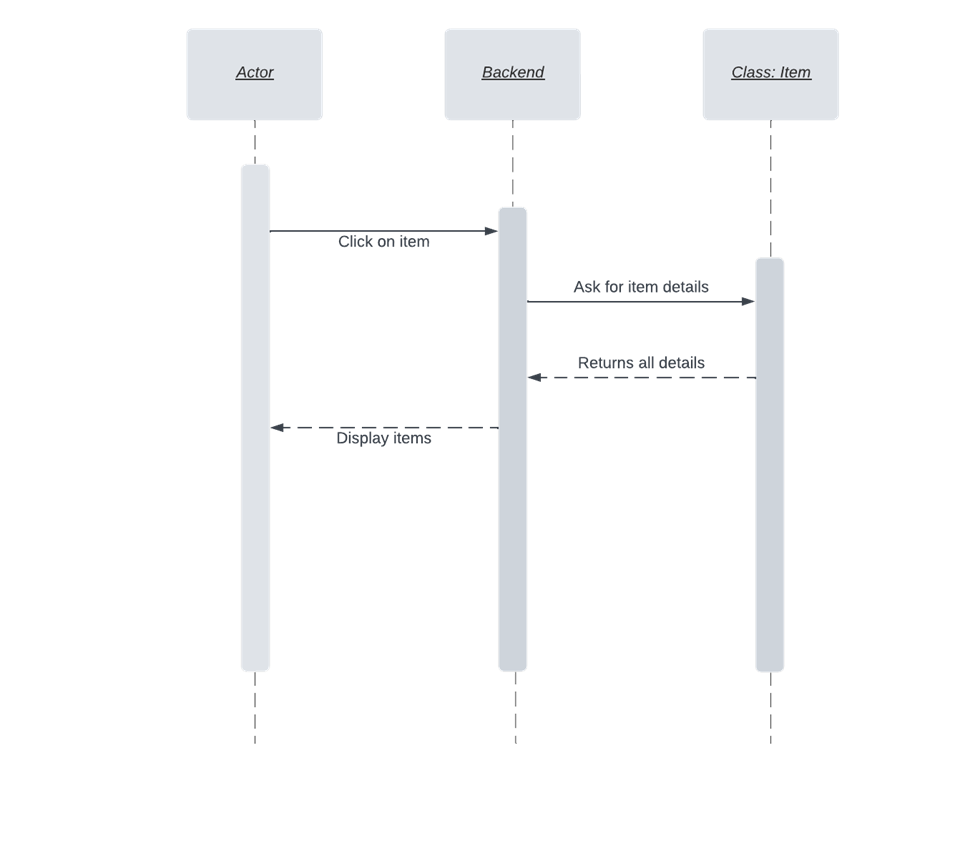 Actor
Backend
Class: Item
Click on item
Ask for item details
Returns all details
Display items